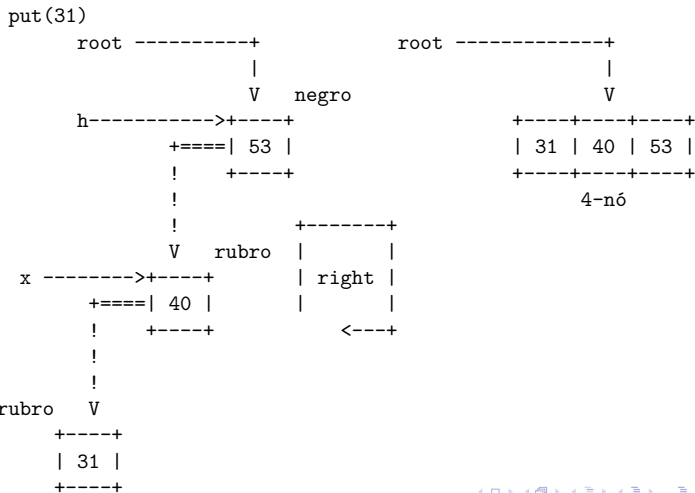 put(31)
root ----------+ root -------------+
| |
V negro V
h----------->+----+ +----+----+----+
+====| 53 | | 31 | 40 | 53 |
! +----+ +----+----+----+
! 4-nó
! +--------+
V rubro | |
x -------->+----+ | right |
+====| 40 | | |
! +----+ <---+
!
!
rubro V
+----+
| 31 |
+----+